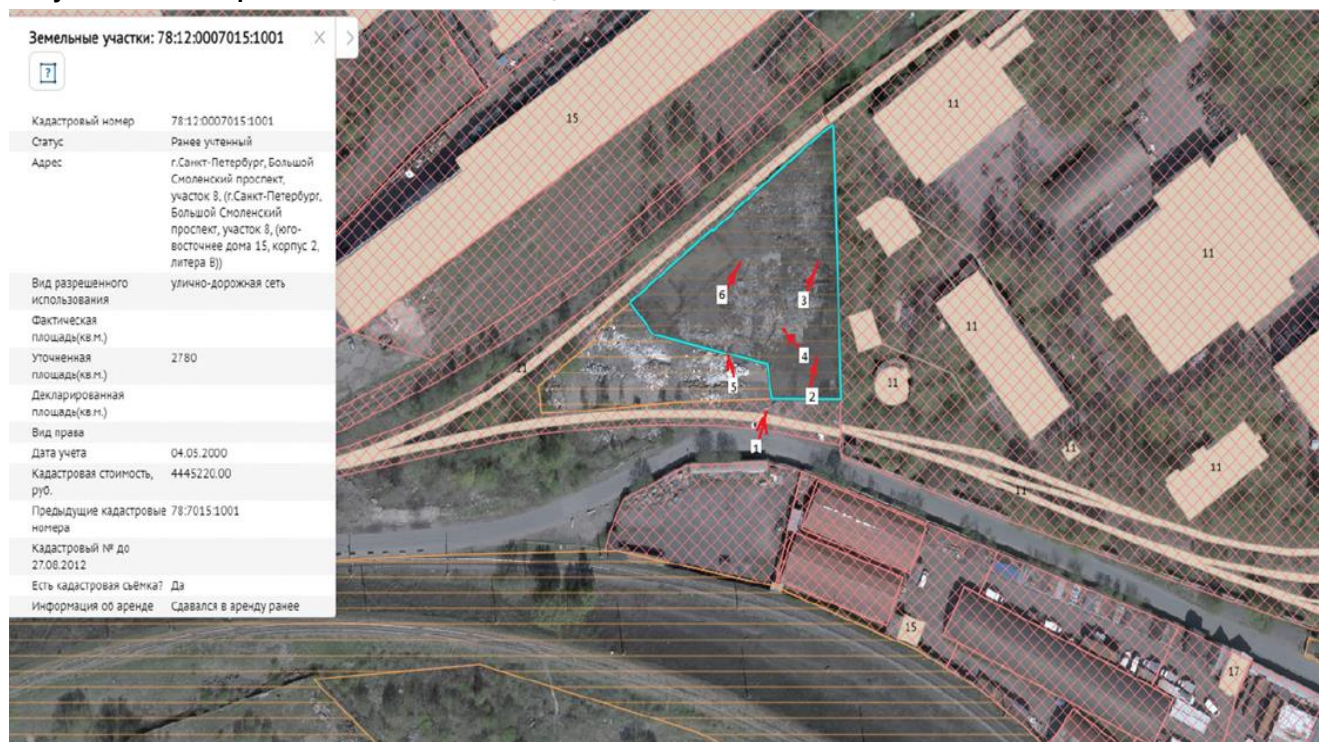 Земельные участки: 78:12:0007015:1001
Кадастровый номер 78:12:0007015:1001
Статус Ранее учтенный
Адрес г.Санкт-Петербург, Большой
Смоленский проспект,
участок 8, (г.Санкт-Петербург,
Большой Смоленский
проспект, участок 8, (юго-
восточнее дома 15, корпус 2,
литера В))
Вид разрешенного улично-дорожная сеть
использования
Фактическая
площадь(кв.м.)
Уточненная 2780
площадь(кв.м.)
Декларированная
площадь(кв.м.)
Вид права
Дата учета 04.05.2000
Кадастровая стоимость, 4445220.00
руб.
Предыдущие кадастровые 78:7015:1001
номера
Кадастровый № до
27.08.2012
Есть кадастровая съёмка? Да
Информация об аренде Сдавался в аренду ранее
15
11
11
6
3
11
4
11
11
5
2
1
11
11
11
15
17